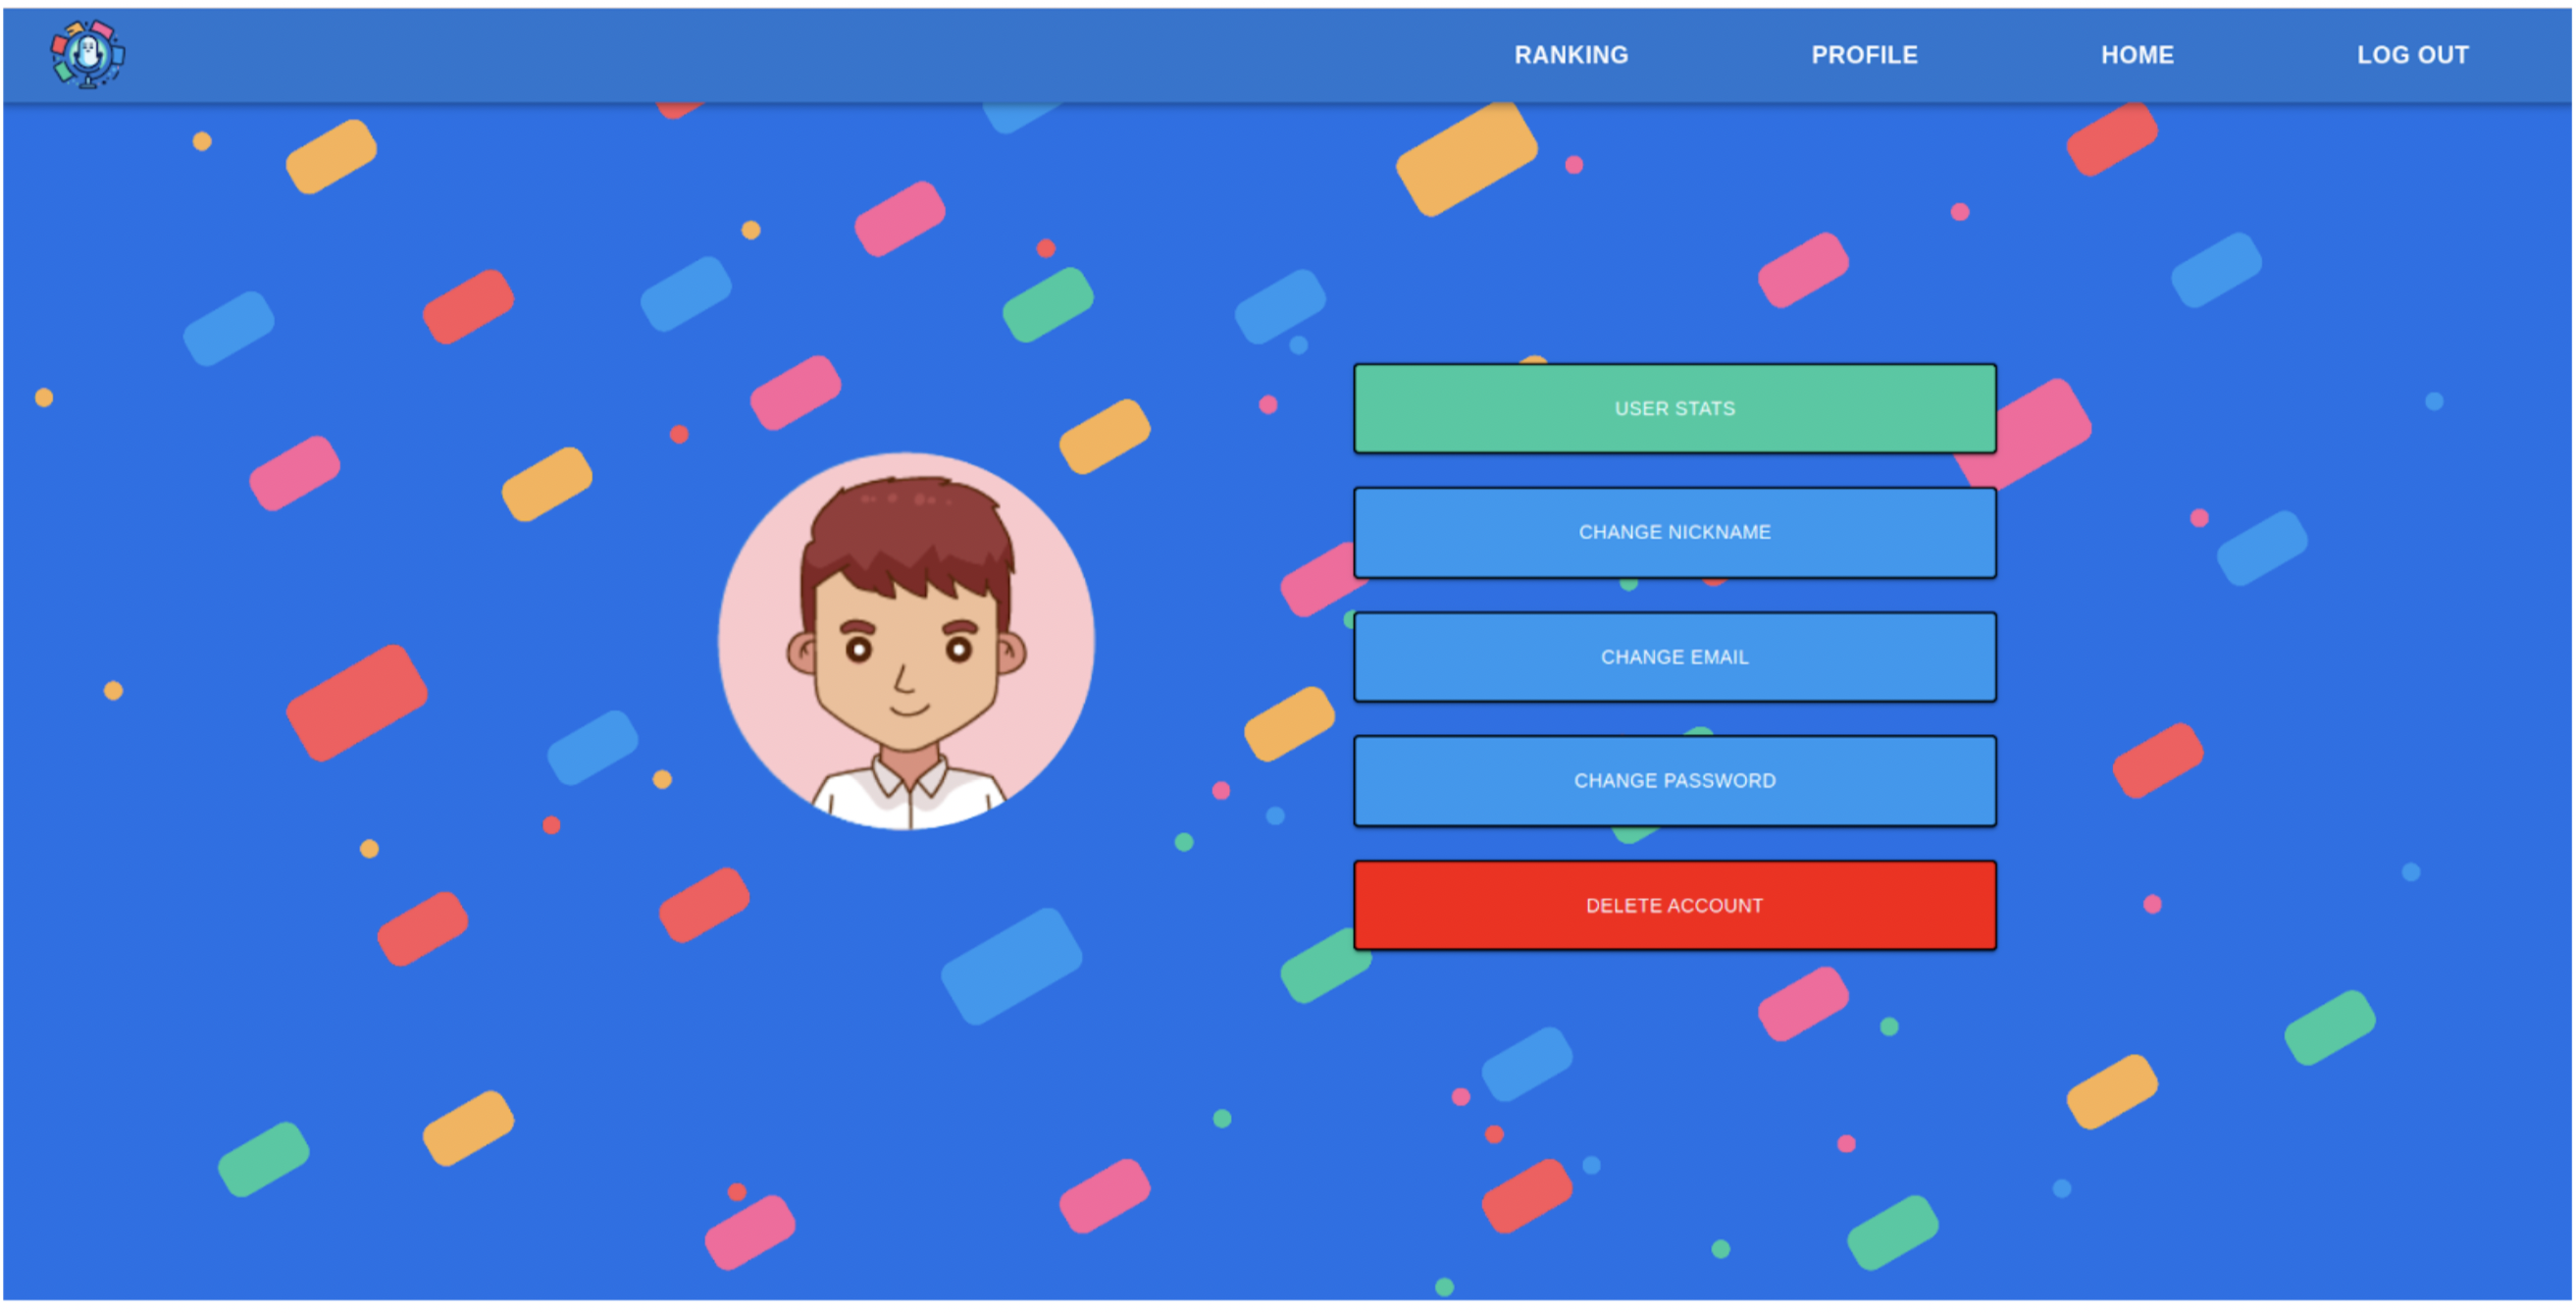 RANKING PROFILE HOME LOG OUT
USER STATS
CHANGE NICKNAME
CHANGE EMAIL
CHANGE PASSWORD
DELETE ACCOUNT